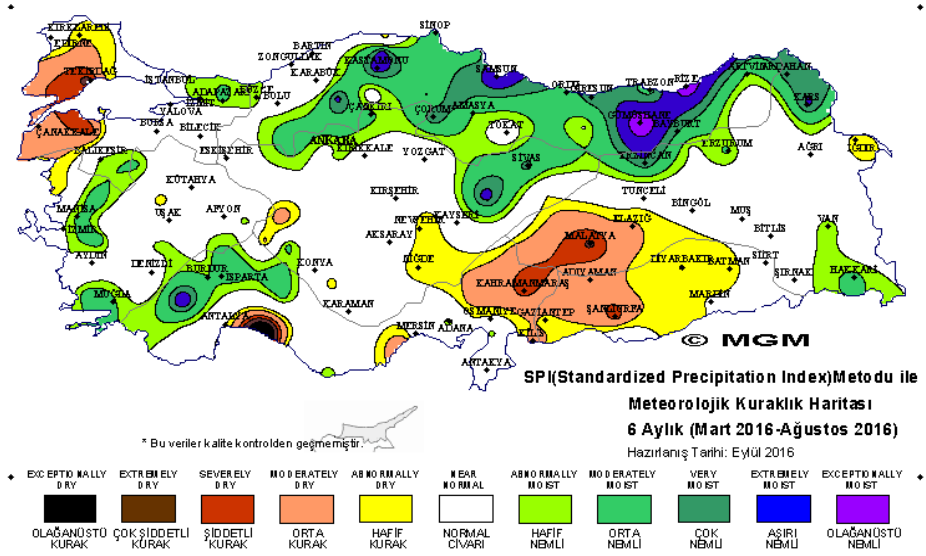 SİNOP
KIRKLARELİ
EDİRNE
BARTIN
ZONGULDAK
KASTAMONU
TEKİRDAĞ
İSTANBUL
KARABÜK
SAMSUN
ARTVİN
ARDAHAN
ADAPAZARI
DÜZCE
İZMİT
BOLU
ORDU
GİRESUN
TRABZON
RİZE
KARS
YALOVA
ÇANKIRI
ÇORUM
AMASYA
GÜMÜŞHANE
BAYBURT
ÇANAKKALE
BURSA
BİLECİK
TOKAT
ANKARA
KIRIKKALE
YOZGAT
SİVAS
ERZİNCAN
ERZURUM
AĞRI
IĞDIR
BALIKESİR
ESKİŞEHİR
KÜTAHYA
KIRŞEHİR
TUNCELİ
BİNGÖL
MUŞ
MANİSA
UŞAK
AFYON
NEVŞEHİR
KAYSERİ
ELAZIĞ
VAN
İZMİR
AKSARAY
MALATYA
BİTLİS
AYDIN
DENİZLİ
BURDUR
ISPARTA
KONYA
NİĞDE
DİYARBAKIR
BATMAN
SİİRT
ŞIRNAK
HAKKARİ
KAHRAMANMARAŞ
ADIYAMAN
MUĞLA
ANTALYA
KARAMAN
MARDİN
MERSİN
ADANA
OSMANİYE
GAZİANTEP
ŞANLIURFA
KİLİS
ANTAKYA
© MGM
SPI(Standardized Precipitation Index)Metodu ile
Meteorolojik Kuraklık Haritası
6 Aylık (Mart 2016-Ağustos 2016)
Hazırlanış Tarihi: Eylül 2016
* Bu veriler kalite kontrolden geçmemiştir.
EXCEPTIONALLY DRY
EXTREMELY DRY
SEVERELY DRY
MODERATELY DRY
ABNORMALLY DRY
NEAR NORMAL
ABNORMALLY MOIST
MODERATELY MOIST
VERY MOIST
EXTREMELY MOIST
EXCEPTIONALLY MOIST
OLAĞANÜSTÜ KURAK
ÇOK ŞİDDETLİ KURAK
ŞİDDETLİ KURAK
ORTA KURAK
HAFİF KURAK
NORMAL CİVARI
HAFİF NEMLİ
ORTA NEMLİ
ÇOK NEMLİ
AŞIRI NEMLİ
OLAĞANÜSTÜ NEMLİ